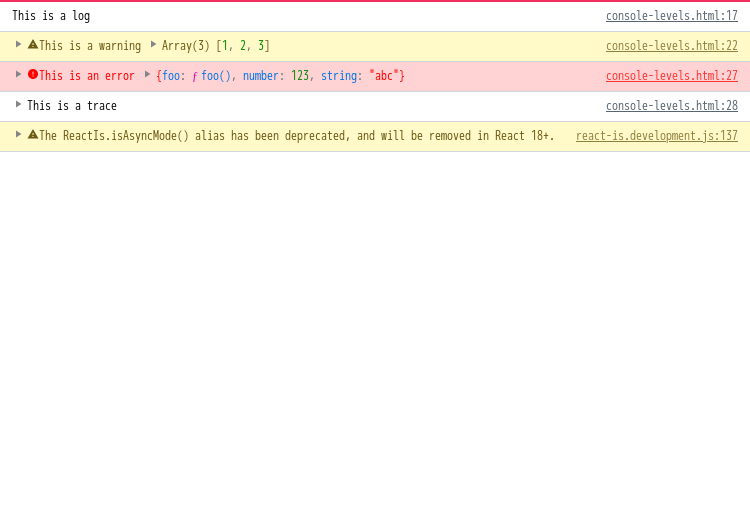 This is a log console-levels.html:17
This is a warning Array(3) [1, 2, 3] console-levels.html:22
This is an error {foo: ƒ foo(), number: 123, string: "abc"} console-levels.html:27
This is a trace console-levels.html:28
The ReactIs.isAsyncMode() alias has been deprecated, and will be removed in React 18+. react-is.development.js:137